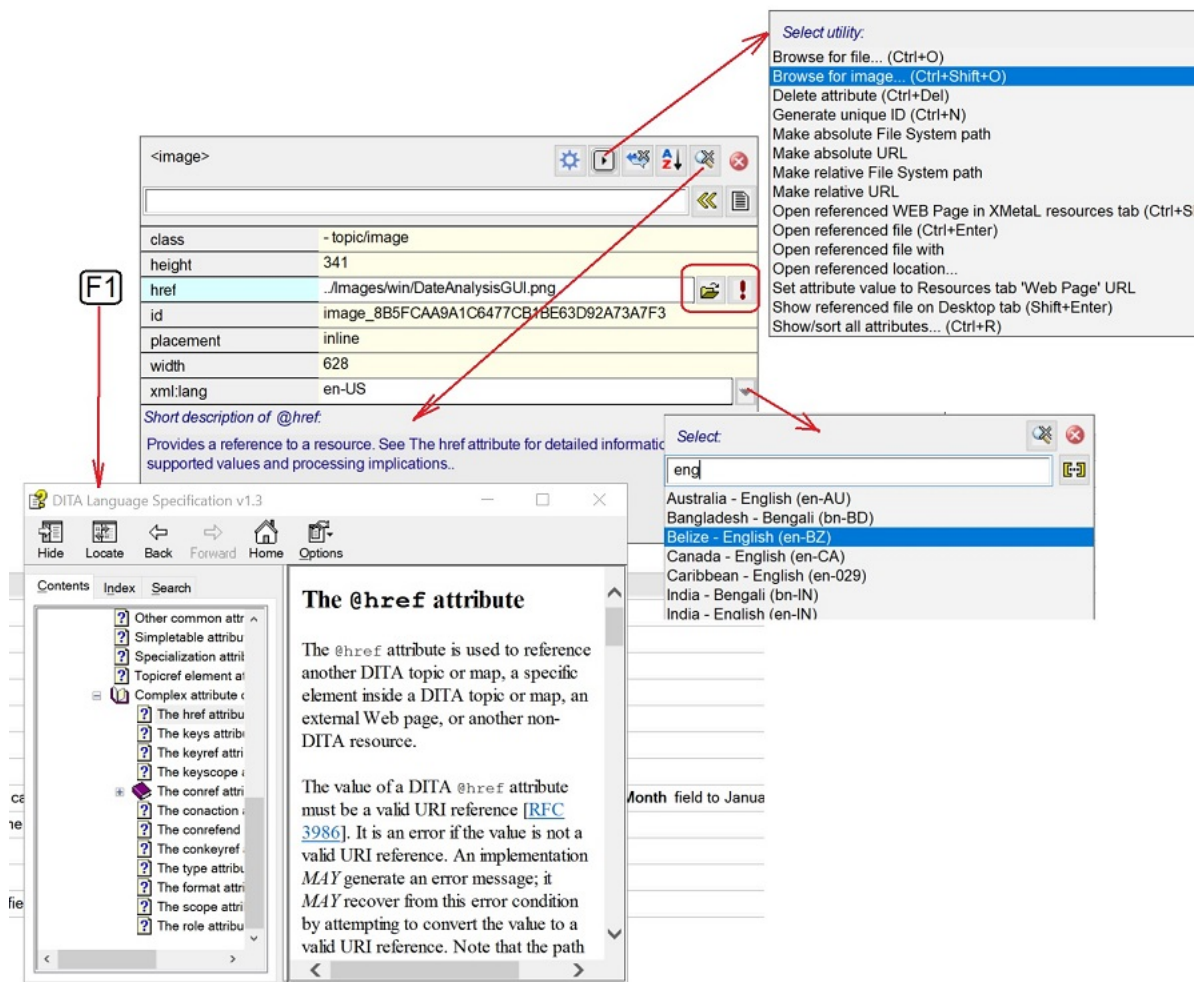 Select utility:
Browse for file... (Ctrl+O)
Browse for image... (Ctrl+Shift+O)
Delete attribute (Ctrl+Del)
Generate unique ID (Ctrl+N)
Make absolute File System path
Make absolute URL
Make relative File System path
Make relative URL
Open referenced WEB Page in XMetaL resources tab (Ctrl+S
Open referenced file (Ctrl+Enter)
Open referenced file with
Open referenced location...
Set attribute value to Resources tab 'Web Page' URL
Show referenced file on Desktop tab (Shift+Enter)
Show/sort all attributes... (Ctrl+R)
<image>
class - topic/image
height 341
href ../Images/win/DateAnalysisGUI.png
id image_8B5FCAA9A1C6477CB1BE63D92A73A7F3
placement inline
width 628
xml:lang en-US
Short description of @href:
Provides a reference to a resource. See The href attribute for detailed informatic
supported values and processing implications..
F1
Select:
eng
Australia - English (en-AU)
Bangladesh - Bengali (bn-BD)
Belize - English (en-BZ)
Canada - English (en-CA)
Caribbean - English (en-029)
India - Bengali (bn-IN)
India - English (en-IN)
DITA Language Specification v1.3
Hide Locate Back Forward Home Options
Contents Index Search
Other common attr
Simpletable attribu
Specialization attrib
Topicref element at
Complex attribute d
The href attribu
The keys attribu
The keyref attri
The keyscope a
The conref attri
The conaction
The conrefend
The conkeyref
The type attribu
The format attri
The scope attri
The role attribu
The @href attribute
The @href attribute is used to reference
another DITA topic or map, a specific
element inside a DITA topic or map, an
external Web page, or another non-
DITA resource.
The value of a DITA @href attribute
must be a valid URI reference [RFC
3986]. It is an error if the value is not a
valid URI reference. An implementation
MAY generate an error message; it
MAY recover from this error condition
by attempting to convert the value to a
valid URI reference. Note that the path
ca
ne
fie
Month field to Janua